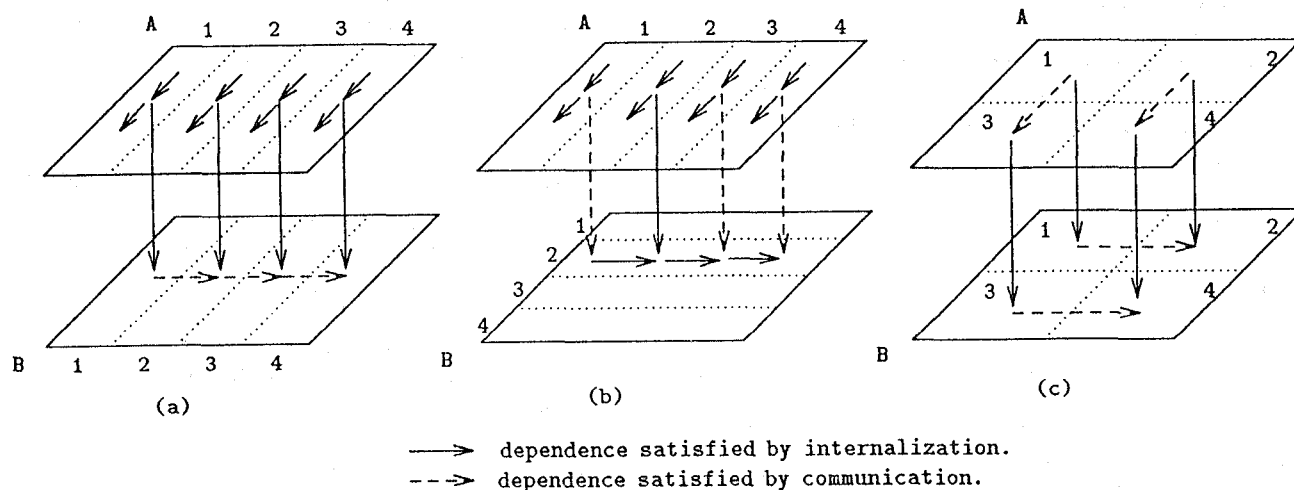 A 1 2 3 4
B 1 2 3 4
(a)
A 1 2 3 4
1
2
3
4
B
(b)
A
1 2
3 4
1 2
3 4
B
(c)
dependence satisfied by internalization.
dependence satisfied by communication.